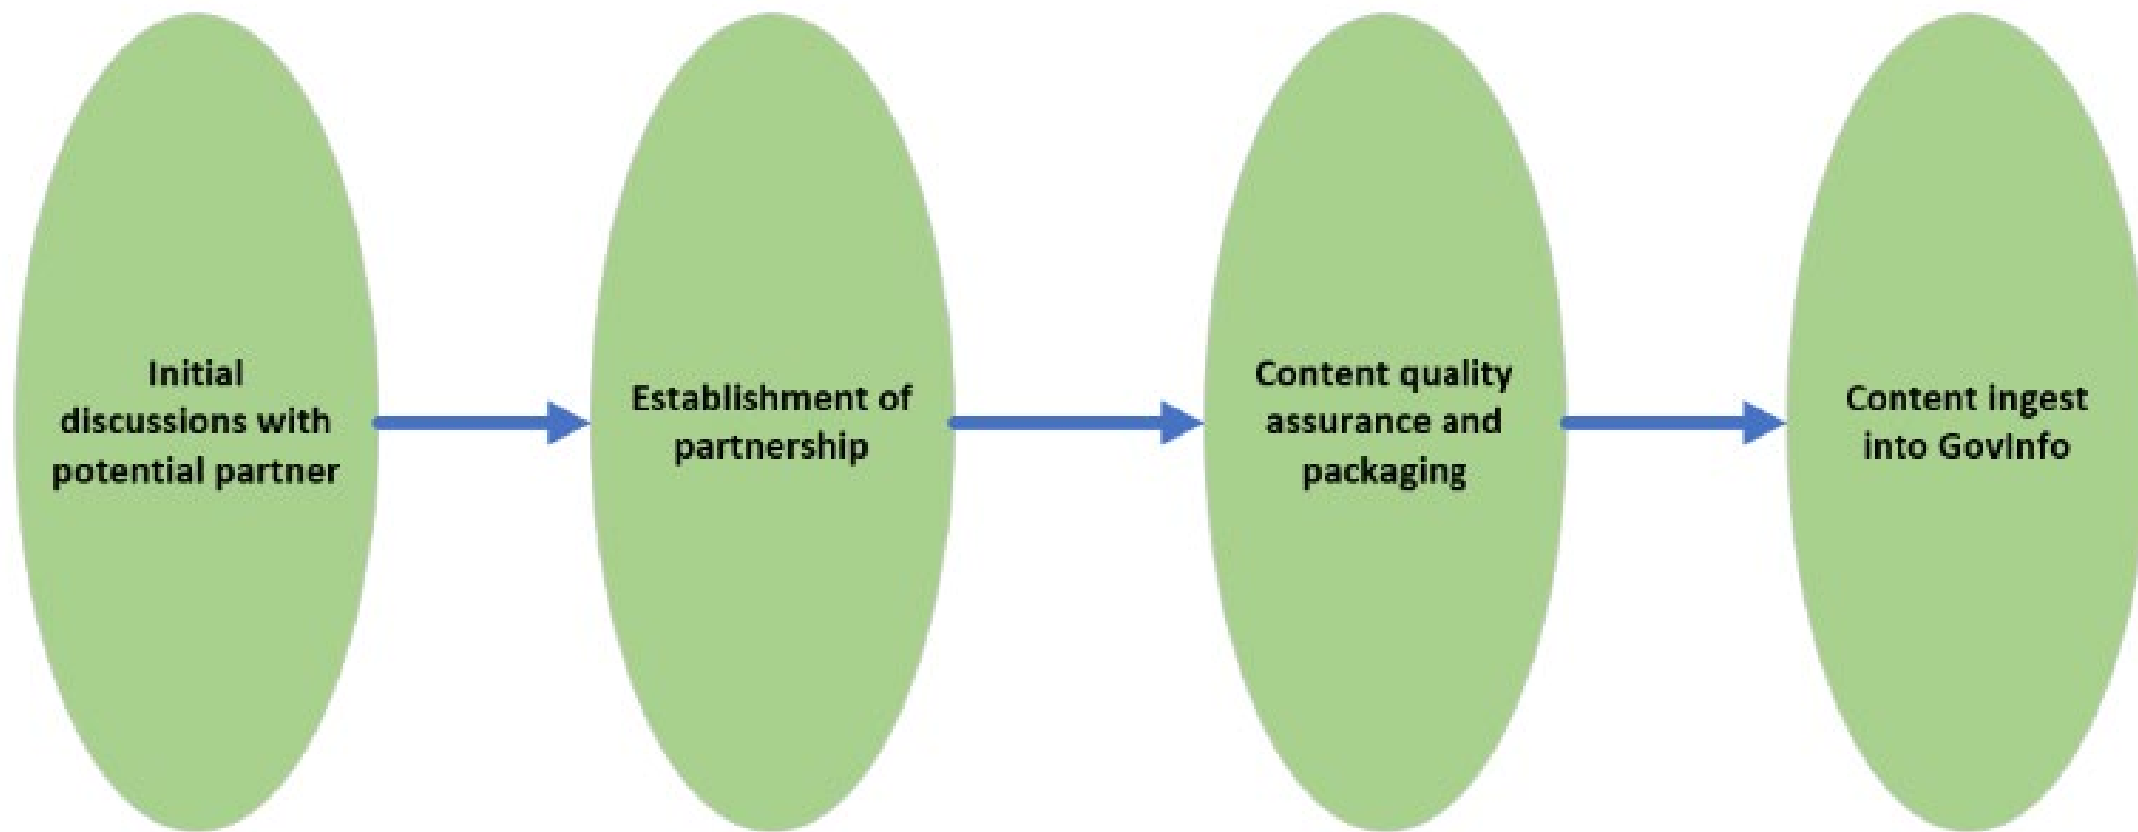 Initial
discussions with
potential partner
Establishment of
partnership
Content quality
assurance and
packaging
Content ingest
into GovInfo